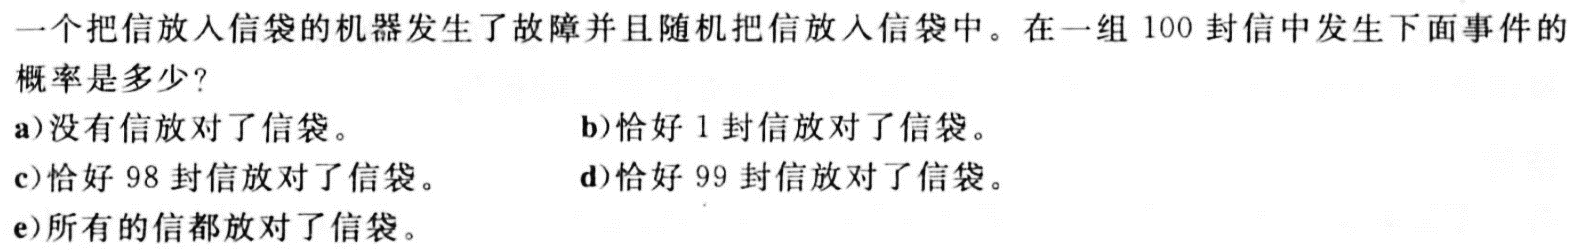 一个把信放入信袋的机器发生了故障并且随机把信放入信袋中。在一组 100 封信中发生下面事件的
概率是多少?
a)没有信放对了信袋。 b)恰好 1 封信放对了信袋。
c)恰好 98 封信放对了信袋。 d)恰好 99 封信放对了信袋。
e)所有的信都放对了信袋。